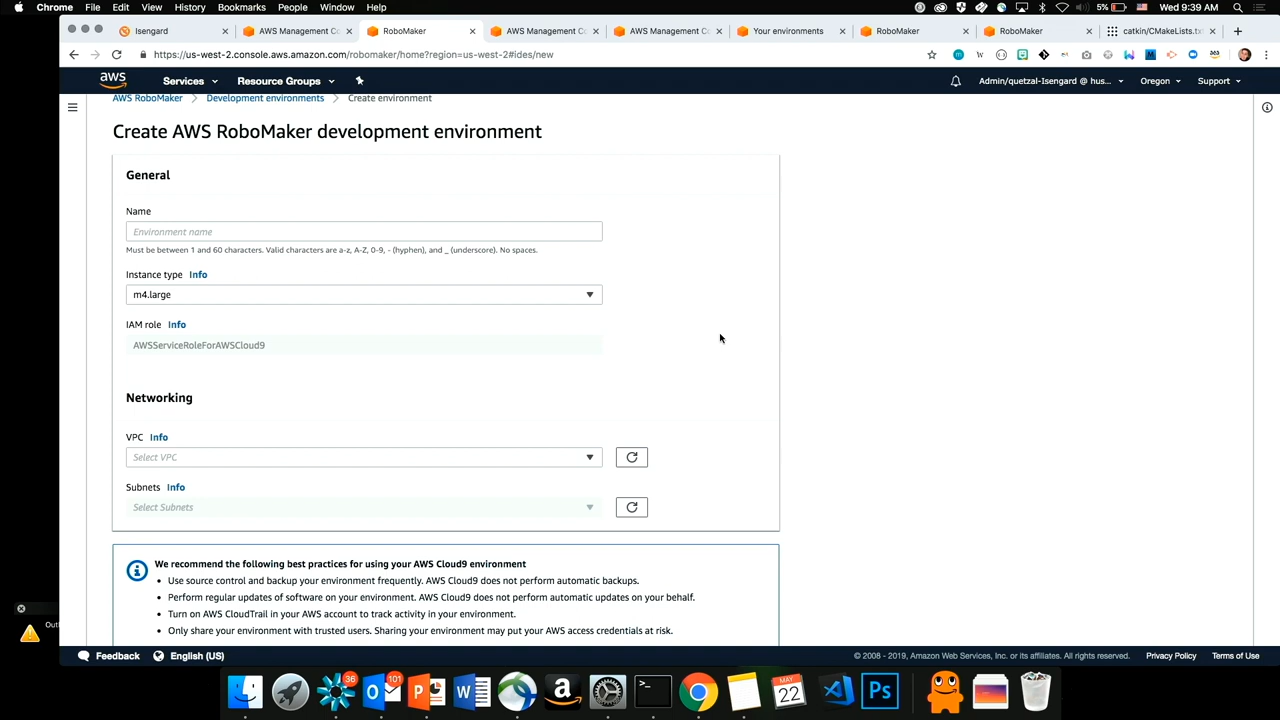 Chrome File Edit View History Bookmarks People Window Help 5% Wed 9:39 AM
Isengard AWS Management Co RoboMaker AWS Management Co AWS Management Co Your environments RoboMaker RoboMaker catkin/CMakeLists.txt
https://us-west-2.console.aws.amazon.com/robomaker/home?region=us-west-2#ides/new
aws Services Resource Groups Admin/quetzal-Isengard @ hus... Oregon Support
AWS RoboMaker Development environments Create environment
Create AWS RoboMaker development environment
General
Name
Environment name
Must be between 1 and 60 characters. Valid characters are a-z, A-Z, 0-9, - (hyphen), and _ (underscore). No spaces.
Instance type Info
m4.large
IAM role Info
AWSServiceRoleForAWSCloud9
Networking
VPC Info
Select VPC
Subnets Info
Select Subnets
We recommend the following best practices for using your AWS Cloud9 environment
• Use source control and backup your environment frequently. AWS Cloud9 does not perform automatic backups.
• Perform regular updates of software on your environment. AWS Cloud9 does not perform automatic updates on your behalf.
• Turn on AWS CloudTrail in your AWS account to track activity in your environment.
• Only share your environment with trusted users. Sharing your environment may put your AWS access credentials at risk.
Out
Feedback English (US) © 2008 - 2019, Amazon Web Services, Inc. or its affiliates. All rights reserved. Privacy Policy Terms of Use
36 101 MAY 22 Ps